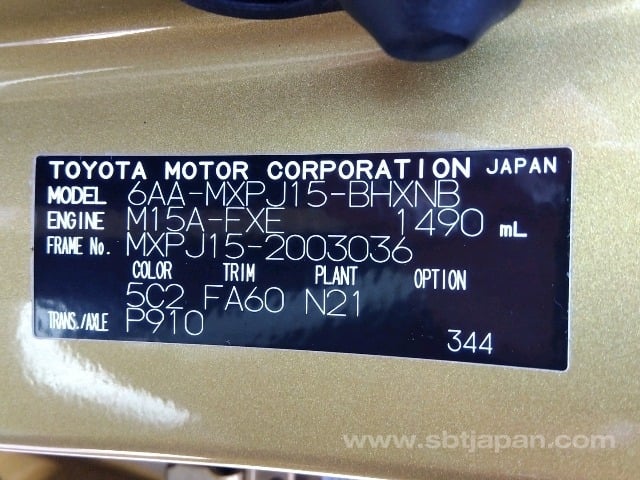 TOYOTA MOTOR CORPORATION JAPAN
MODEL 6AA-MXPJ15-BHXNB
ENGINE M15A-FXE 1490 mL
FRAME No. MXPJ15-2003036
COLOR TRIM PLANT OPTION
5C2 FA60 N21
TRANS./AXLE P910
344
www.sbtjapan.com